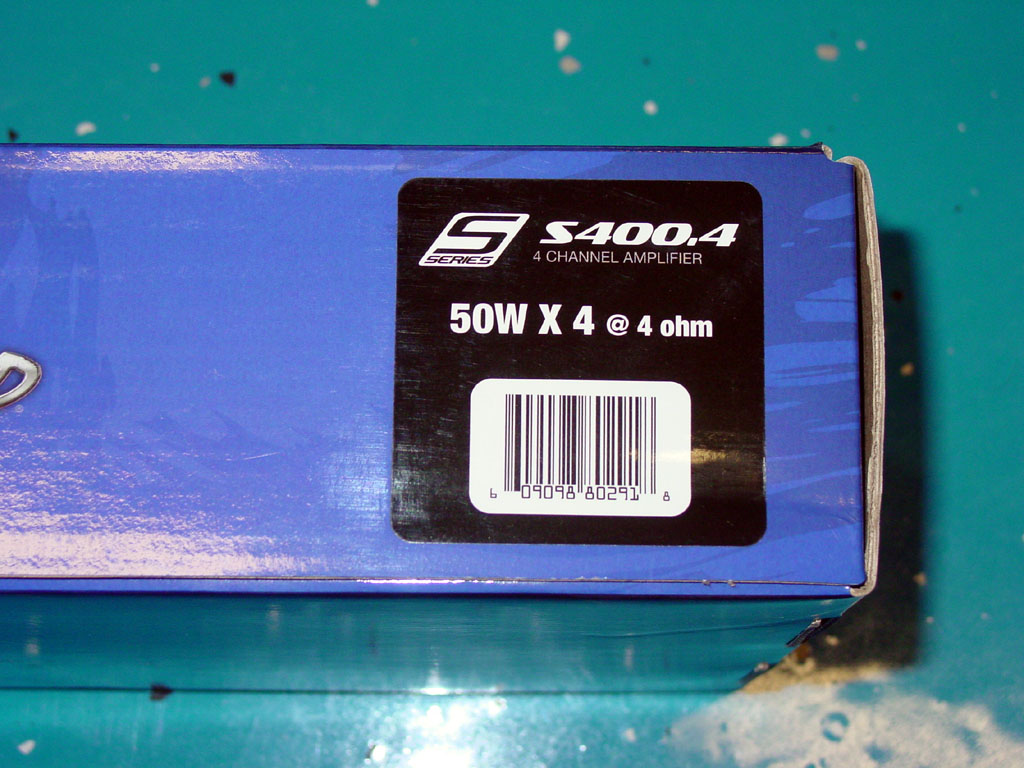 S
SERIES
S400.4
4 CHANNEL AMPLIFIER
50W X 4 @ 4 ohm
6 09098 80291 8